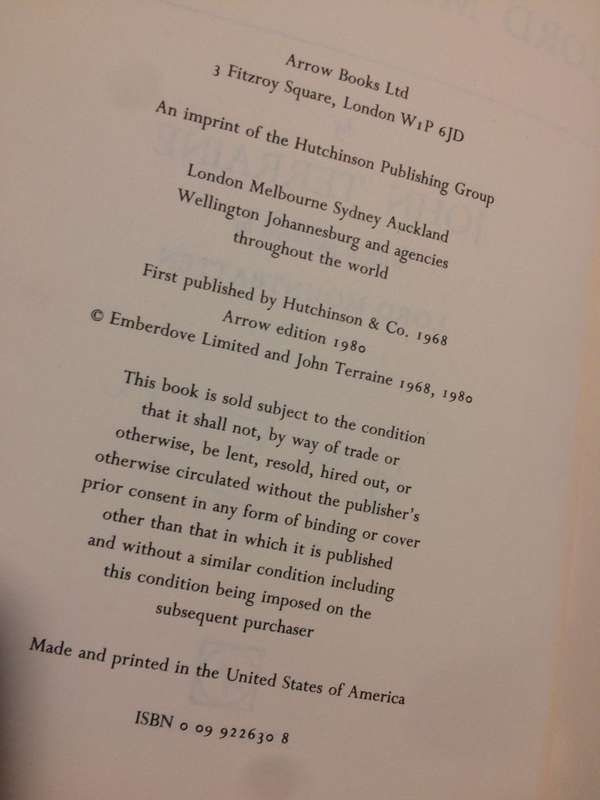 Arrow Books Ltd
3 Fitzroy Square, London W1P 6JD
An imprint of the Hutchinson Publishing Group
London Melbourne Sydney Auckland
Wellington Johannesburg and agencies
throughout the world
First published by Hutchinson & Co. 1968
Arrow edition 1980
© Emberdove Limited and John Terraine 1968, 1980
This book is sold subject to the condition
that it shall not, by way of trade or
otherwise, be lent, resold, hired out, or
otherwise circulated without the publisher's
prior consent in any form of binding or cover
other than that in which it is published
and without a similar condition including
this condition being imposed on the
subsequent purchaser
Made and printed in the United States of America
ISBN 0 09 922630 8